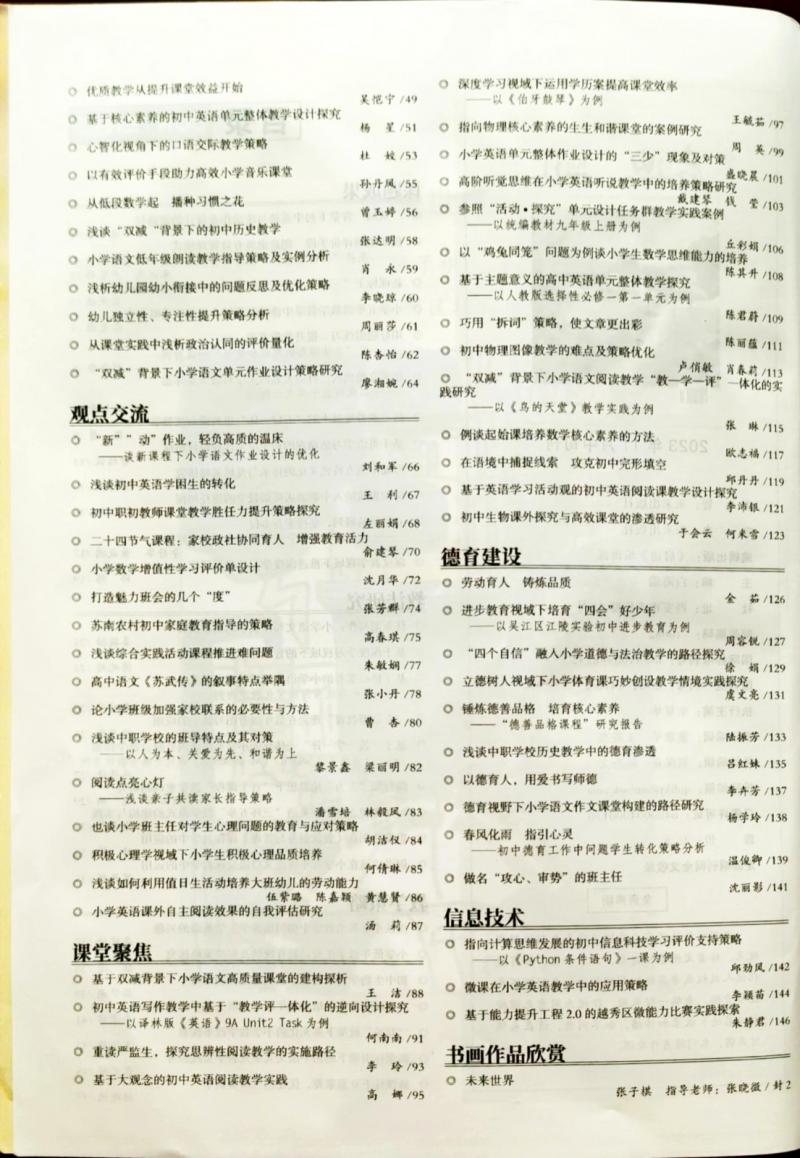 优质教学从提升课堂效益开始
吴恺宁 /49
基于核心素养的初中英语单元整体教学设计探究
杨 星 /51
心智化视角下的口语交际教学策略
杜 姣 /53
以有效评价手段助力高效小学音乐课堂
孙丹凤 /55
从低段数学起 播种习惯之花
曾玉婷 /56
浅谈“双减“背景下的初中历史教学
张达明 /58
小学语文低年级朗读教学指导策略及实例分析
肖 永 /59
浅析幼儿园幼小衔接中的问题反思及优化策略
李晓琼 /60
幼儿独立性、专注性提升策略分析
周丽莎 /61
从课堂实践中浅析政治认同的评价量化
陈杏怡 /62
“双减”背景下小学语文单元作业设计策略研究
廖湘婉 /64
观点交流
“新”“动”作业，轻负高质的温床
——谈新课程下小学语文作业设计的优化
刘和军 /66
浅谈初中英语学困生的转化
王 利 /67
初中职初教师课堂教学胜任力提升策略探究
左丽娟 /68
二十四节气课程：家校政社协同育人 增强教育活力
俞建琴 /70
小学数学增值性学习评价单设计
沈月华 /72
打造魅力班会的几个“度”
张芳群 /74
苏南农村初中家庭教育指导的策略
高春琪 /75
浅谈综合实践活动课程推进难问题
朱敏娴 /77
高中语文《苏武传》的叙事特点举隅
张小丹 /78
论小学班级加强家校联系的必要性与方法
曹 杏 /80
浅谈中职学校的班导特点及其对策
——以人为本、关爱为先、和谐为上
黎景鑫 梁丽明 /82
阅读点亮心灯
——浅谈亲子共读家长指导策略
潘雪培 林毅凤 /83
也谈小学班主任对学生心理问题的教育与应对策略
胡洁仪 /84
积极心理学视域下小学生积极心理品质培养
何倩琳 /85
浅谈如何利用值日生活动培养大班幼儿的劳动能力
伍紫璐 陈嘉颖 黄慧贤 /86
小学英语课外自主阅读效果的自我评估研究
汤 莉 /87
课堂聚焦
基于双减背景下小学语文高质量课堂的建构探析
王 洁 /88
初中英语写作教学中基于“教学评一体化”的逆向设计探究
——以译林版《英语》9A Unit2 Task 为例
何南南 /91
重读严监生，探究思辨性阅读教学的实施路径
李 玲 /93
基于大观念的初中英语阅读教学实践
高 娜 /95
深度学习视域下运用学历案提高课堂效率
——以《伯牙鼓琴》为例
王毓茹 /97
指向物理核心素养的生生和谐课堂的案例研究
周 英 /99
小学英语单元整体作业设计的“三少”现象及对策
盛晓晨 /101
高阶听觉思维在小学英语听说教学中的培养策略研究
戴建琴 钱 莹 /103
参照“活动·探究”单元设计任务群教学实践案例
——以统编教材九年级上册为例
丘彩娟 /106
以“鸡兔同笼”问题为例谈小学生数学思维能力的培养
陈其升 /108
基于主题意义的高中英语单元整体教学探究
——以人教版选择性必修一第一单元为例
陈君蔚 /109
巧用“拆词”策略，使文章更出彩
陈丽蕴 /111
初中物理图像教学的难点及策略优化
卢俏敏 肖春莉 /113
“双减”背景下小学语文阅读教学“教—学—评”一体化的实
践研究
——以《鸟的天堂》教学实践为例
张 琳 /115
例谈起始课培养数学核心素养的方法
欧志福 /117
在语境中捕捉线索 攻克初中完形填空
邱丹丹 /119
基于英语学习活动观的初中英语阅读课教学设计探究
李沛银 /121
初中生物课外探究与高效课堂的渗透研究
于会云 何来雪 /123
德育建设
劳动育人 铸炼品质
金 茹 /126
进步教育视域下培育“四会”好少年
——以吴江区江陵实验初中进步教育为例
周容锐 /127
“四个自信”融入小学道德与法治教学的路径探究
徐 娟 /129
立德树人视域下小学体育课巧妙创设教学情境实践探究
虞文亮 /131
锤炼德善品格 培育核心素养
——“德善品格课程”研究报告
陆振芳 /133
浅谈中职学校历史教学中的德育渗透
吕红妹 /135
以德育人，用爱书写师德
李卉芳 /137
德育视野下小学语文作文课堂构建的路径研究
杨学玲 /138
春风化雨 指引心灵
——初中德育工作中问题学生转化策略分析
温俊卿 /139
做名“攻心、审势”的班主任
沈丽影 /141
信息技术
指向计算思维发展的初中信息科技学习评价支持策略
——以《Python 条件语句》一课为例
邱劲风 /142
微课在小学英语教学中的应用策略
李颖苗 /144
基于能力提升工程 2.0 的越秀区微能力比赛实践探索
朱静君 /146
书画作品欣赏
未来世界
张子棋 指导老师：张晓微 / 封 2